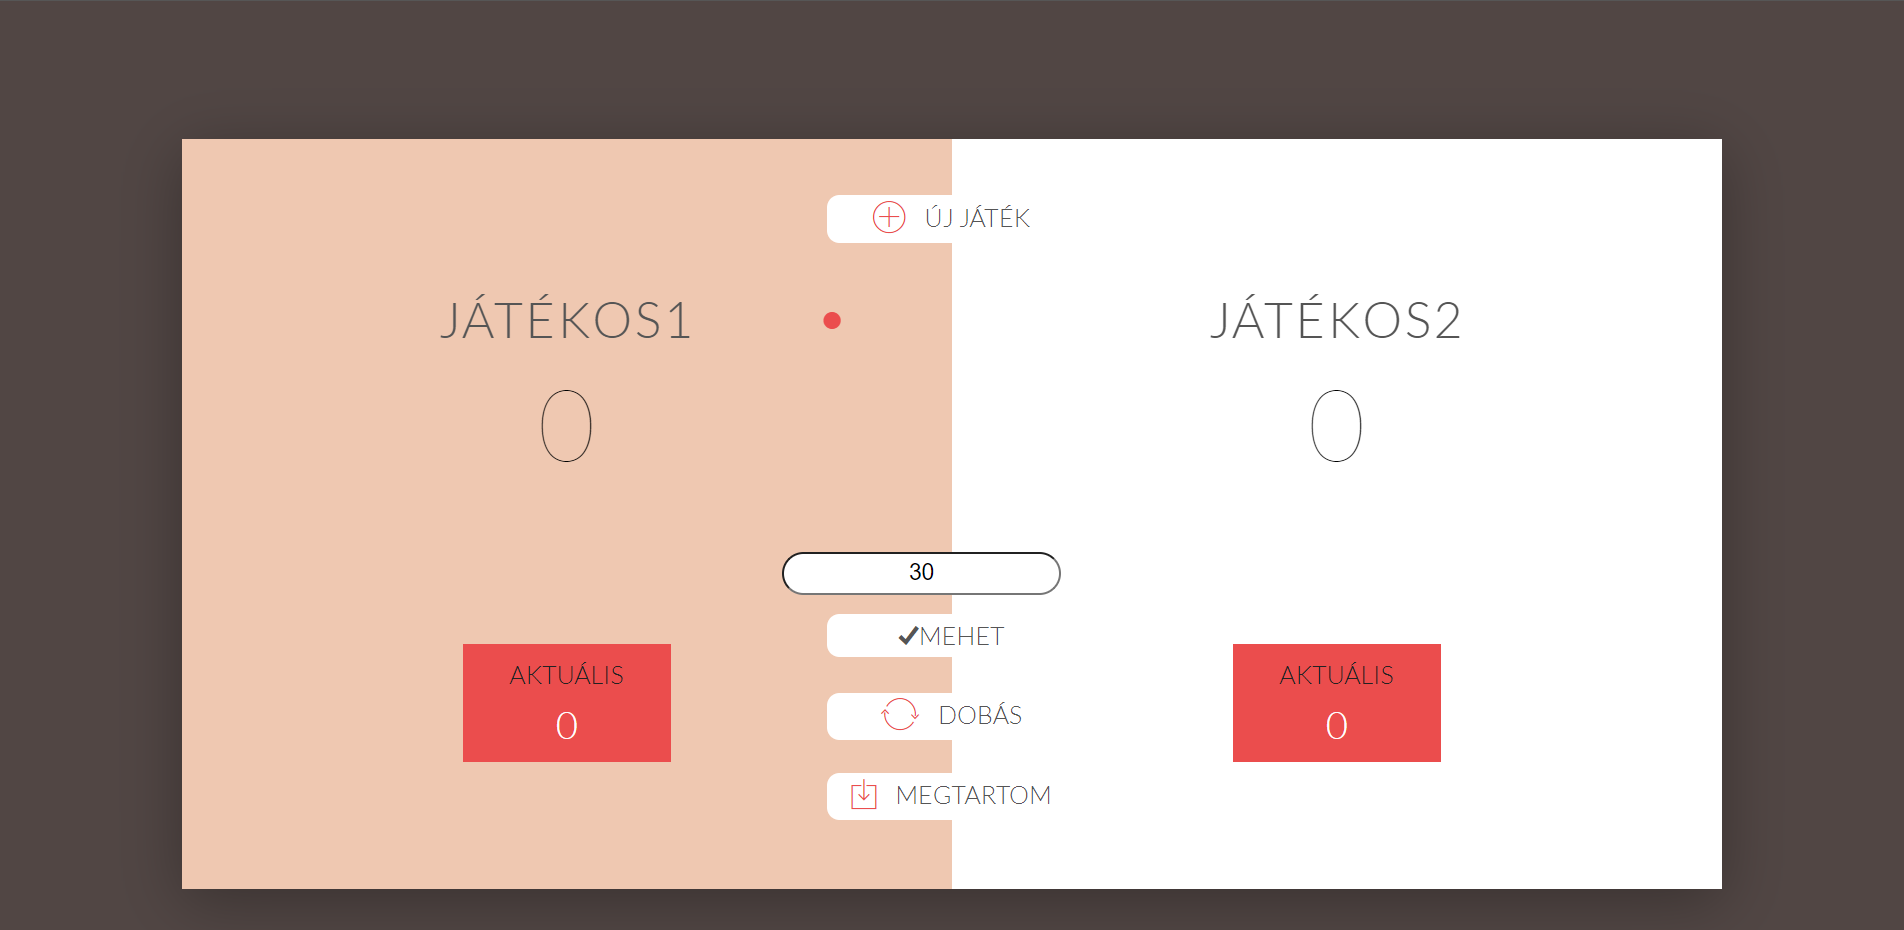 ÚJ JÁTÉK
JÁTÉKOS1
0
JÁTÉKOS2
0
30
MEHET
AKTUÁLIS
0
AKTUÁLIS
0
DOBÁS
MEGTARTOM